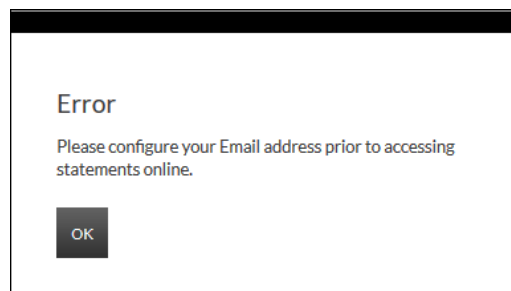 Error
Please configure your Email address prior to accessing
statements online.
OK